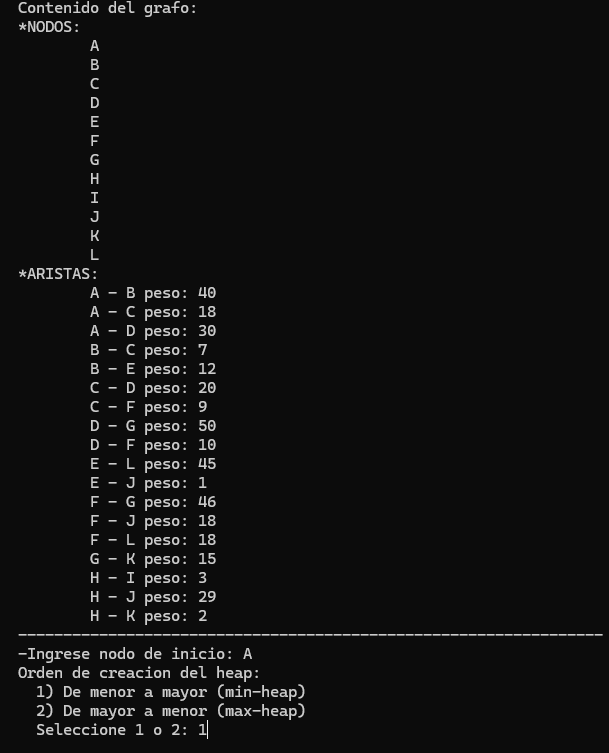 Contenido del grafo:
*NODOS:
A
B
C
D
E
F
G
H
I
J
K
L
*ARISTAS:
A - B peso: 40
A - C peso: 18
A - D peso: 30
B - C peso: 7
B - E peso: 12
C - D peso: 20
C - F peso: 9
D - G peso: 50
D - F peso: 10
E - L peso: 45
E - J peso: 1
F - G peso: 46
F - J peso: 18
F - L peso: 18
G - K peso: 15
H - I peso: 3
H - J peso: 29
H - K peso: 2
-----------------------------------------------------------------
-Ingrese nodo de inicio: A
Orden de creacion del heap:
1) De menor a mayor (min-heap)
2) De mayor a menor (max-heap)
Seleccione 1 o 2: 1